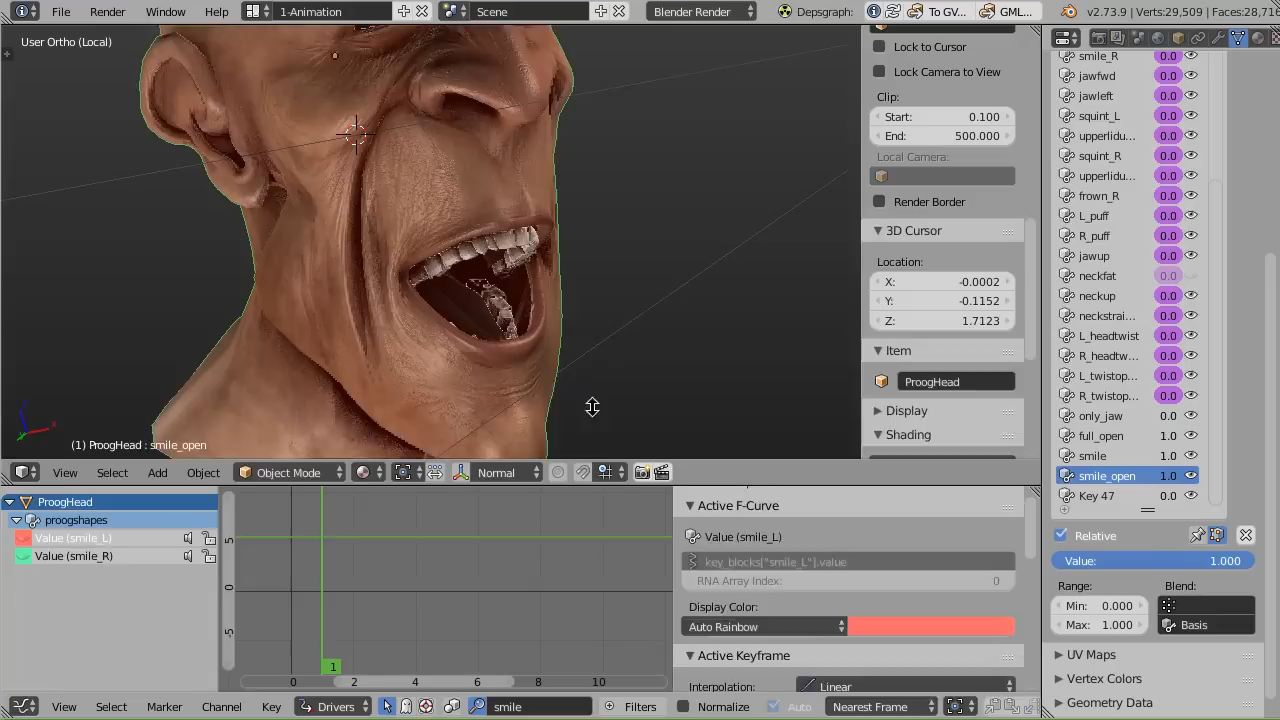 File Render Window Help 1-Animation Scene Blender Render Depsgraph: To GV... GML... v2.73.9 | Verts:29,509 | Faces:28,71
User Ortho (Local)
(1) ProogHead : smile_open
Lock to Cursor
Lock Camera to View
Clip:
Start: 0.100
End: 500.000
Local Camera:
Render Border
3D Cursor
Location:
X: -0.0002
Y: -0.1152
Z: 1.7123
Item
ProogHead
Display
Shading
smile_R 0.0
jawfwd 0.0
jawleft 0.0
squint_L 0.0
upperlidu... 0.0
squint_R 0.0
upperlidu... 0.0
frown_R 0.0
L_puff 0.0
R_puff 0.0
jawup 0.0
neckfat 0.0
neckup 0.0
neckstrai... 0.0
L_headtwist 0.0
R_headtw... 0.0
L_twistop... 0.0
R_twistop... 0.0
only_jaw 0.0
full_open 1.0
smile 1.0
smile_open 1.0
Key 47 0.0
Relative
Value: 1.000
Range: Blend:
Min: 0.000
Max: 1.000 Basis
UV Maps
Vertex Colors
Geometry Data
View Select Add Object Object Mode Normal
ProogHead
proogshapes
Value (smile_L)
Value (smile_R)
5
0
-5
1
0 2 4 6 8 10
Active F-Curve
Value (smile_L)
key_blocks["smile_L"].value
RNA Array Index: 0
Display Color:
Auto Rainbow
Active Keyframe
Interpolation: Linear
View Select Marker Channel Key Drivers smile Filters Normalize Auto Nearest Frame